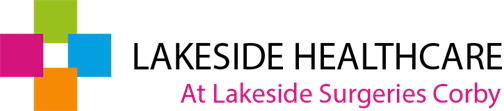 LAKESIDE HEALTHCARE
At Lakeside Surgeries Corby